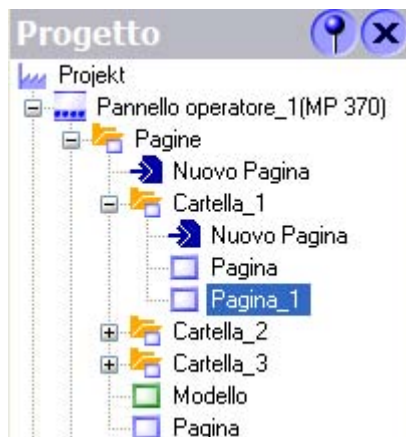 Progetto
Projekt
Pannello operatore_1(MP 370)
Pagine
Nuovo Pagina
Cartella_1
Nuovo Pagina
Pagina
Pagina_1
Cartella_2
Cartella_3
Modello
Pagina